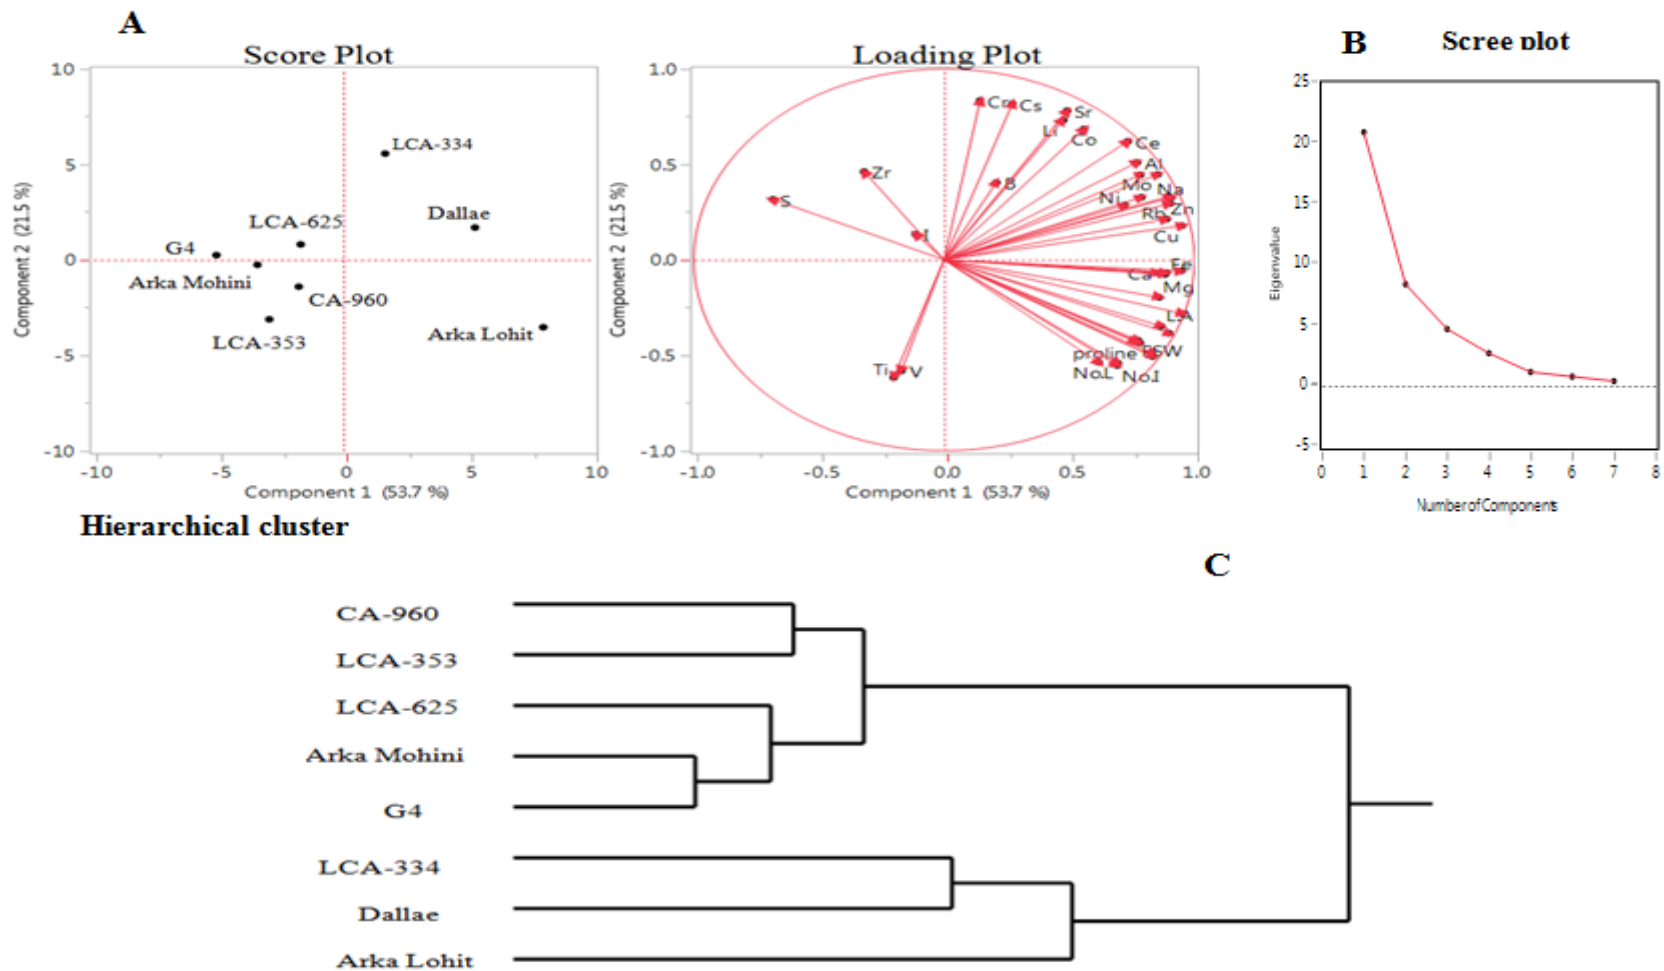 A
B
Score Plot
Loading Plot
Scree plot
10
5
0
-5
-10
Component 2 (21.5 %)
LCA-334
Dallae
LCA-625
G4
Arka Mohini
CA-960
LCA-353
Arka Lohit
-10
-5
0
5
10
Component 1 (53.7 %)
1.0
0.5
0.0
-0.5
-1.0
Component 2 (21.5 %)
Cr
Cs
Sr
Li
Co
Ce
Al
Zr
B
Mo
Na
S
Ni
Rb
Zn
I
Cu
Fe
Ca
Mg
L.A
proline
Ti
V
No.L
No.I
-1.0
-0.5
0.0
0.5
1.0
Component 1 (53.7 %)
25
20
15
10
5
0
-5
Eigenvalue
0
1
2
3
4
5
6
7
8
Number of Components
Hierarchical cluster
C
CA-960
LCA-353
LCA-625
Arka Mohini
G4
LCA-334
Dallae
Arka Lohit